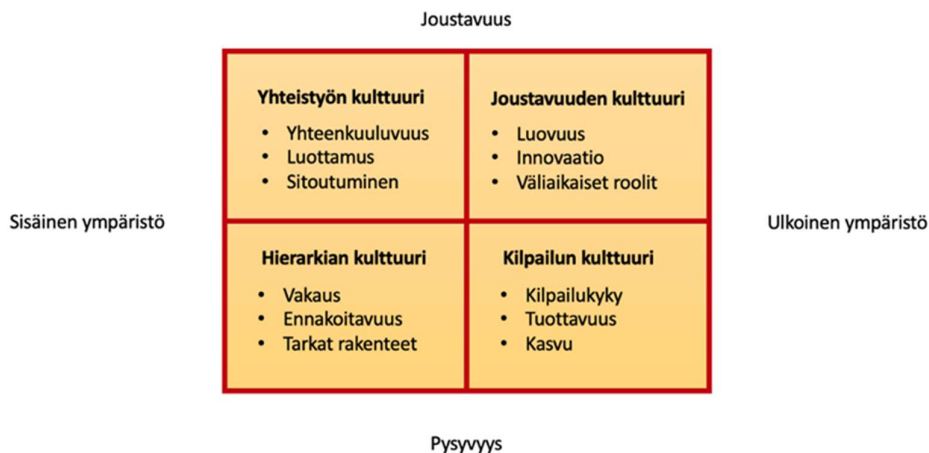 Joustavuus
Yhteistyön kulttuuri
• Yhteenkuuluvuus
• Luottamus
• Sitoutuminen
Joustavuuden kulttuuri
• Luovuus
• Innovaatio
• Väliaikaiset roolit
Sisäinen ympäristö
Ulkoinen ympäristö
Hierarkian kulttuuri
• Vakaus
• Ennakoitavuus
• Tarkat rakenteet
Kilpailun kulttuuri
• Kilpailukyky
• Tuottavuus
• Kasvu
Pysyvyys